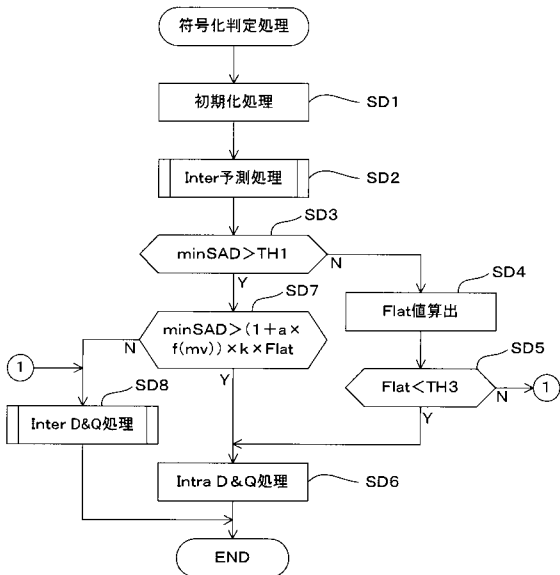 符号化判定処理
初期化処理
SD1
Inter予測処理
SD2
SD3
minSAD>TH1
N
Y
SD4
Flat値算出
SD7
minSAD>(1+a×
f(mv))×k×Flat
N
Y
SD5
Flat<TH3
N
1
Y
1
SD8
Inter D&Q処理
Intra D&Q処理
SD6
END